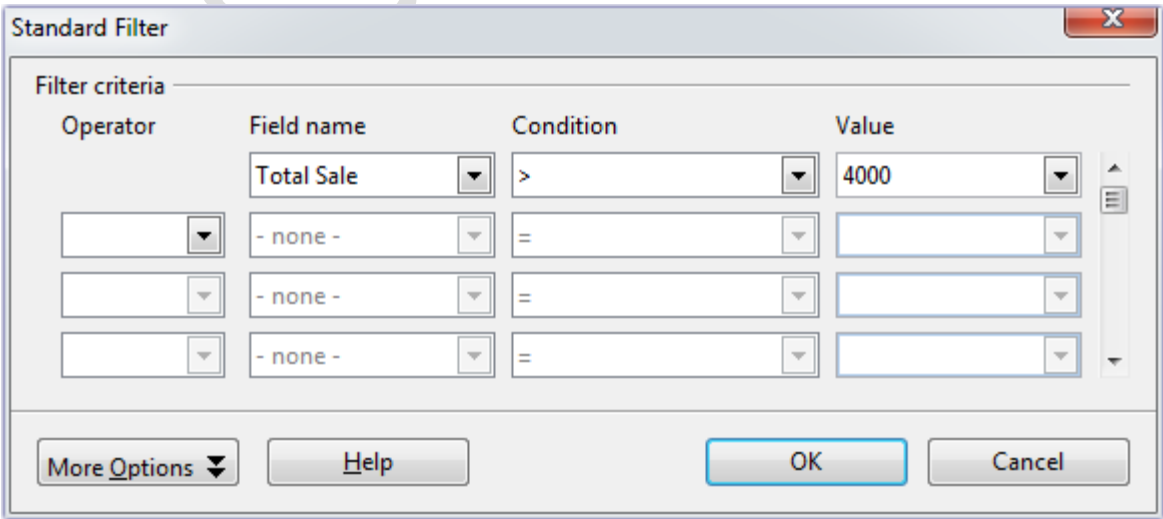 Standard Filter
Filter criteria
Operator Field name Condition Value
Total Sale > 4000
- none - =
- none - =
- none - =
More Options Help OK Cancel